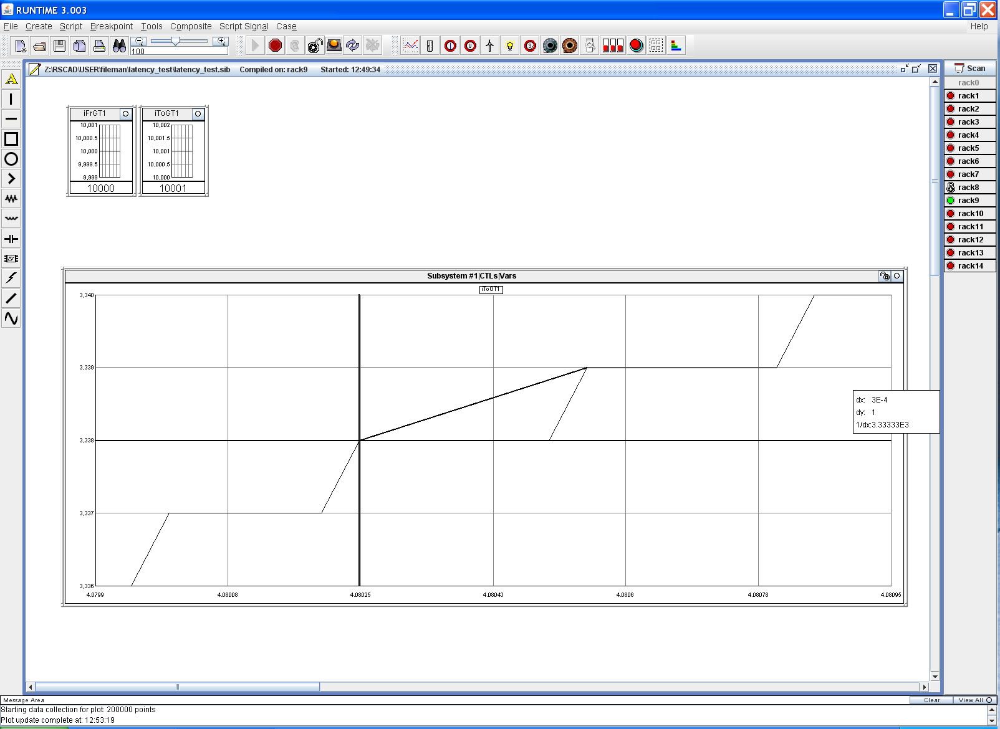 RUNTIME 3.003
File Create Script Breakpoint Tools Composite Script Signal Case Help
100
Z:\RSCAD\USER\fileman\latency_test\latency_test.sib Compiled on: rack9 Started: 12:49:34
Scan
rack0
rack1
rack2
rack3
rack4
rack5
rack6
rack7
rack8
rack9
rack10
rack11
rack12
rack13
rack14
iFrGT1
10,001
10,000.5
10,000
9,999.5
9,999
10000
iToGT1
10,002
10,001.5
10,001
10,000.5
10,000
10001
Subsystem #1|CTLs|Vars
iToGT1
3,340
3,339
3,338
3,337
3,336
4.0799 4.08008 4.08025 4.08043 4.0806 4.08078 4.08095
dx: 3E-4
dy: 1
1/dx:3.33333E3
Message Area
Clear View All
Starting data collection for plot: 200000 points
Plot update complete at: 12:53:19